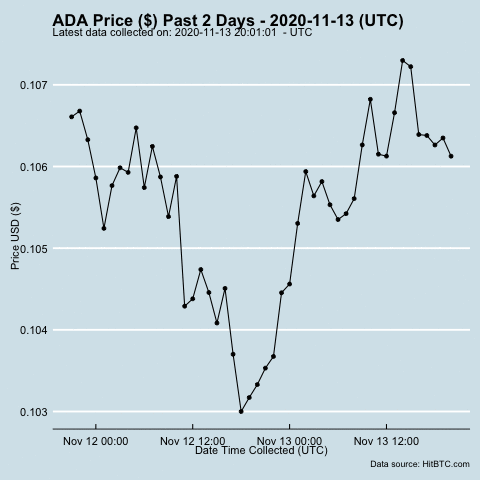 ADA Price ($) Past 2 Days - 2020-11-13 (UTC)
Latest data collected on: 2020-11-13 20:01:01  - UTC
0.107
0.106
0.105
0.104
0.103
Price USD ($)
Nov 12 00:00 Nov 12 12:00 Nov 13 00:00 Nov 13 12:00
Date Time Collected (UTC)
Data source: HitBTC.com